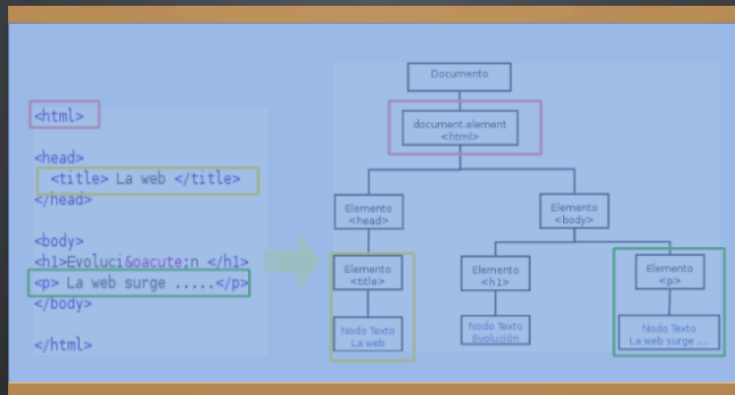 <html>
<head>
<title> La web </title>
</head>
<body>
<h1>Evoluci&oacute;n </h1>
<p> La web surge .....</p>
</body>
</html>
Documento
document.element
<html>
Elemento
<head>
Elemento
<body>
Elemento
<title>
Elemento
<h1>
Elemento
<p>
Nodo Texto
La web
Nodo Texto
Evolución
Nodo Texto
La web surge ...